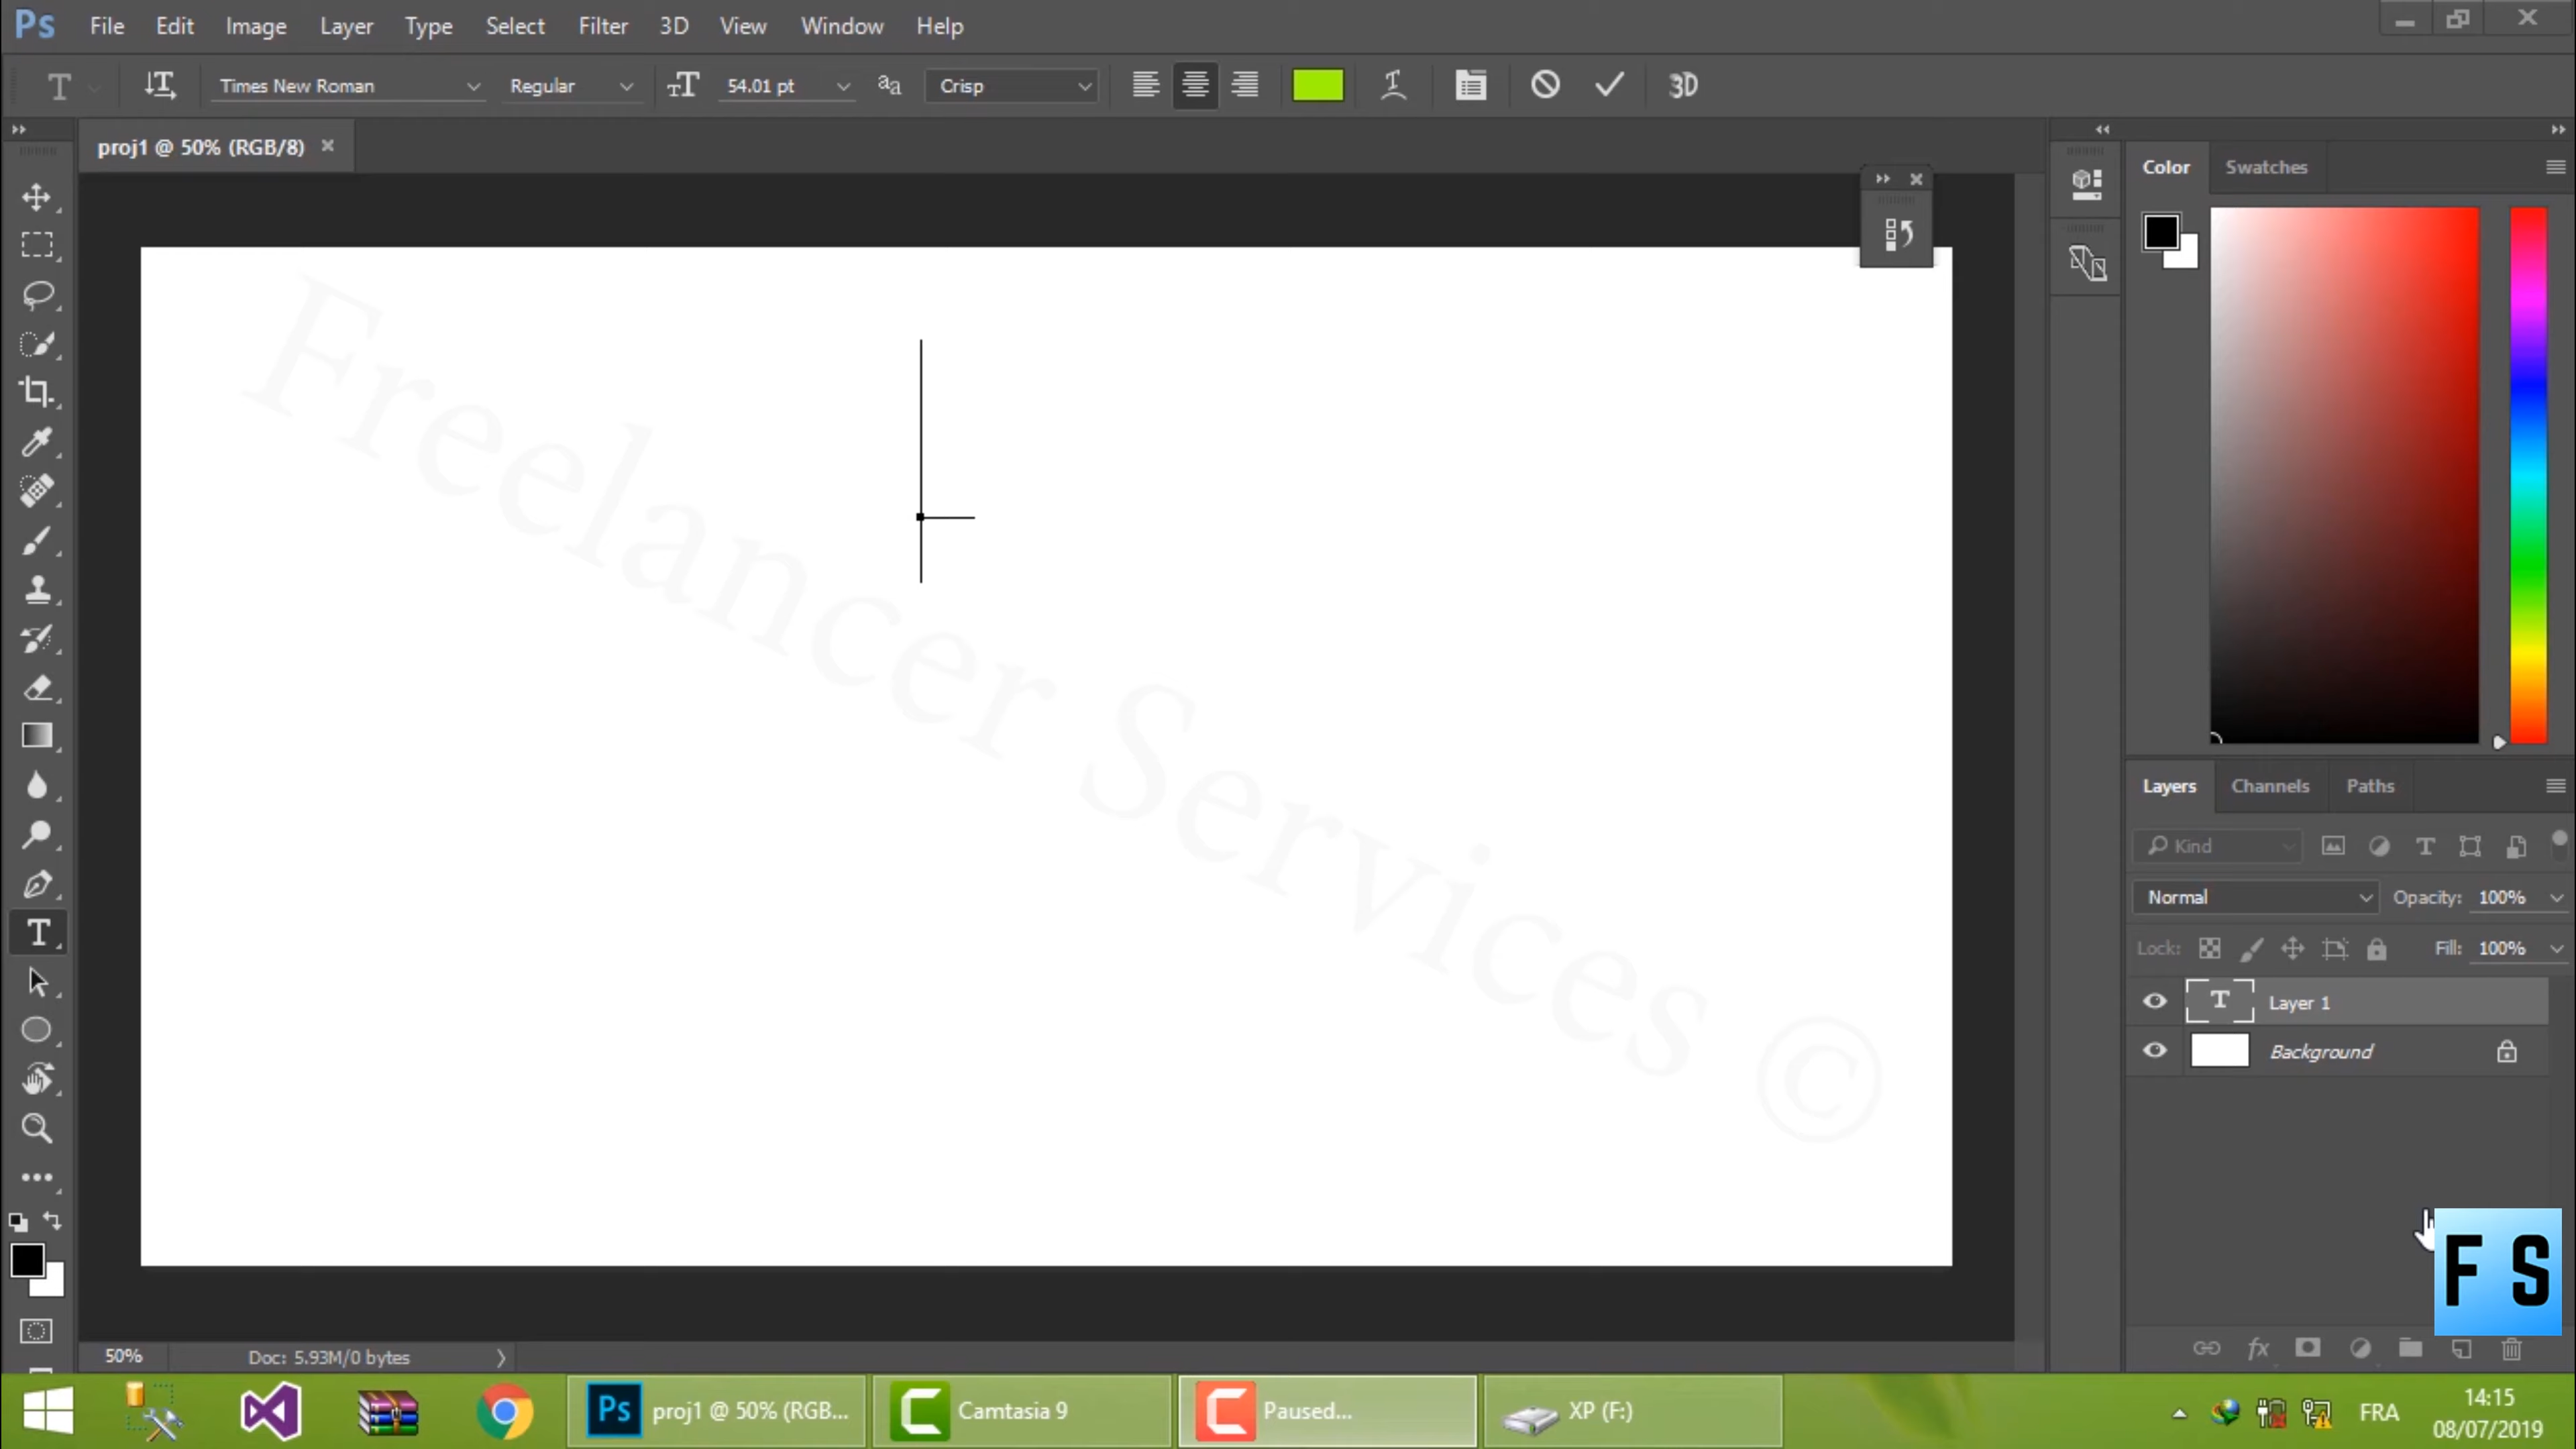 Ps File Edit Image Layer Type Select Filter 3D View Window Help
T Times New Roman Regular 54.01 pt Crisp 3D
proj1 @ 50% (RGB/8)
Color Swatches
Freelancer Services ©
Layers Channels Paths
Kind
Normal Opacity: 100%
Lock: Fill: 100%
T Layer 1
Background
F S
fx
50% Doc: 5.93M/0 bytes
Ps proj1 @ 50% (RGB... Camtasia 9 Paused... XP (F:) FRA 14:15
08/07/2019